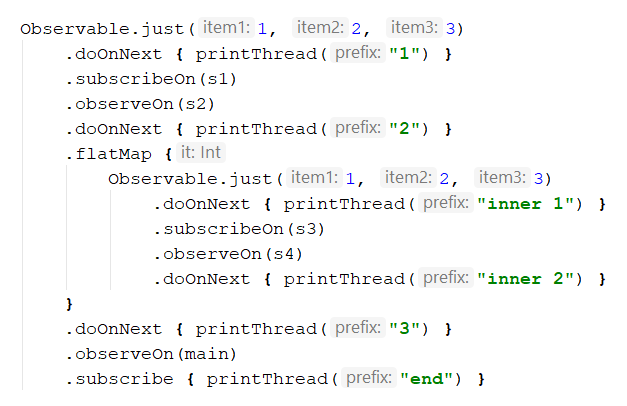 Observable.just( item1: 1, item2: 2, item3: 3)
.doOnNext { printThread( prefix: "1") }
.subscribeOn(s1)
.observeOn(s2)
.doOnNext { printThread( prefix: "2") }
.flatMap { it: Int
Observable.just( item1: 1, item2: 2, item3: 3)
.doOnNext { printThread( prefix: "inner 1") }
.subscribeOn(s3)
.observeOn(s4)
.doOnNext { printThread( prefix: "inner 2") }
}
.doOnNext { printThread( prefix: "3") }
.observeOn(main)
.subscribe { printThread( prefix: "end") }